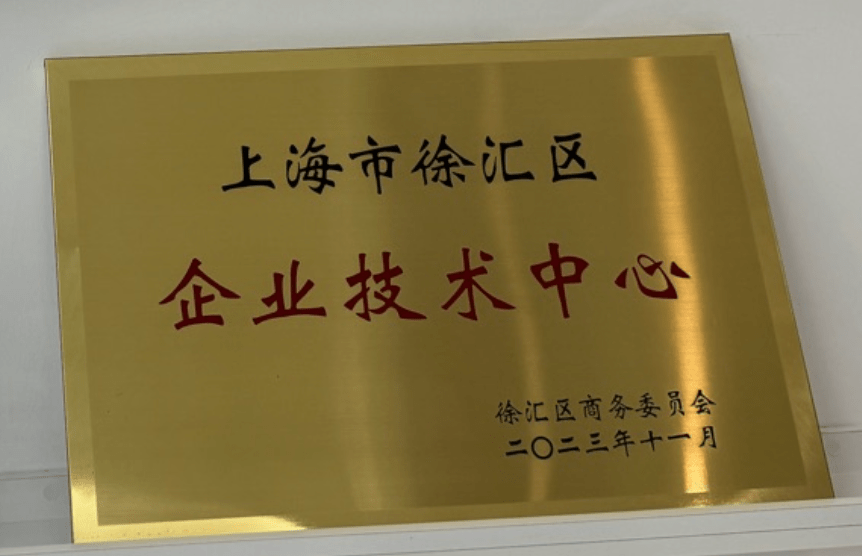 上海市徐汇区
企业技术中心
徐汇区商务委员会
二〇二三年十一月